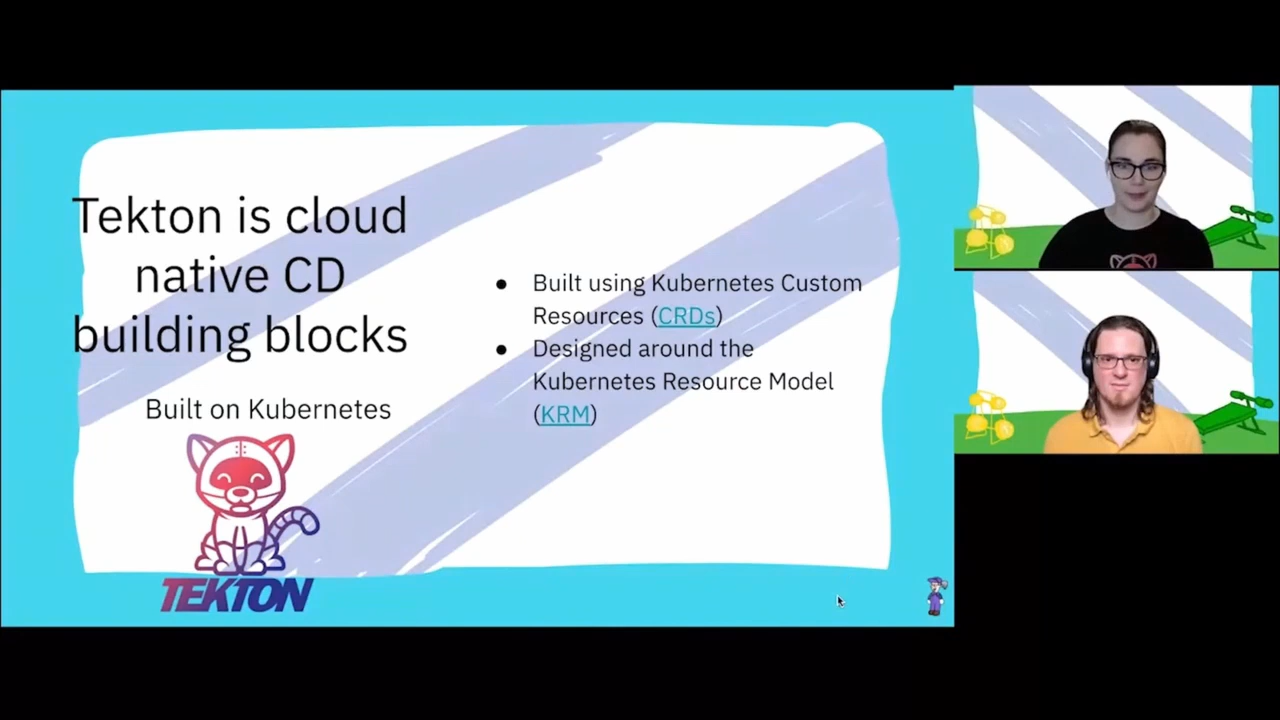 Tekton is cloud
native CD
building blocks
Built on Kubernetes
TEKTON
● Built using Kubernetes Custom
Resources (CRDs)
● Designed around the
Kubernetes Resource Model
(KRM)